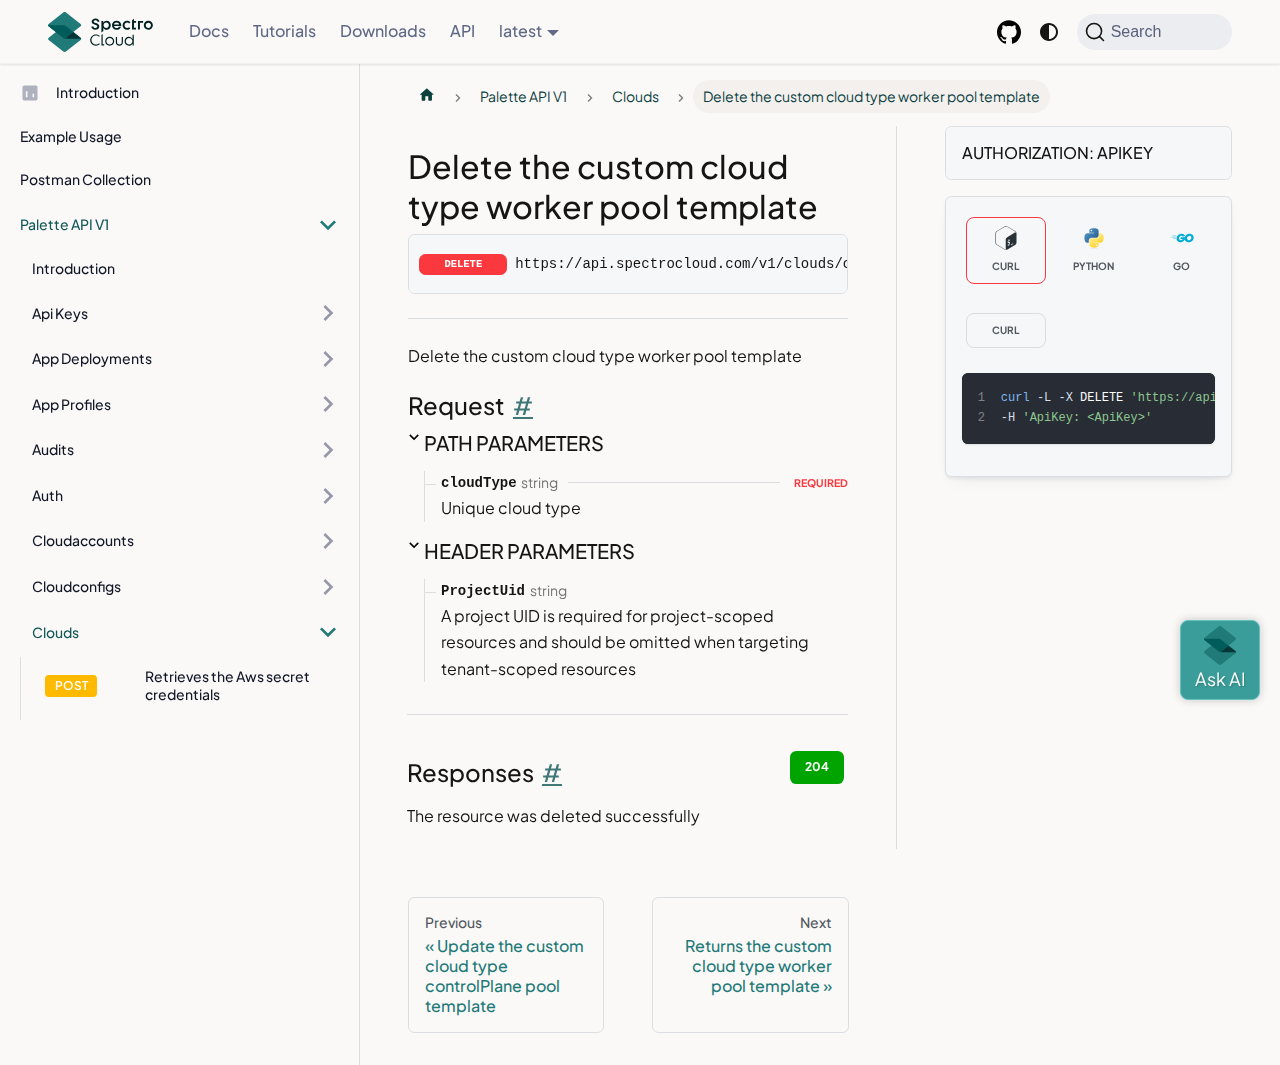 Spectro
Cloud
Docs
Tutorials
Downloads
API
latest
Search
Introduction
Example Usage
Postman Collection
Palette API V1
Introduction
Api Keys
App Deployments
App Profiles
Audits
Auth
Cloudaccounts
Cloudconfigs
Clouds
POST
Retrieves the Aws secret
credentials
Palette API V1
Clouds
Delete the custom cloud type worker pool template
Delete the custom cloud
type worker pool template
DELETE
https://api.spectrocloud.com/v1/clouds/c
Delete the custom cloud type worker pool template
Request #
PATH PARAMETERS
cloudType string
REQUIRED
Unique cloud type
HEADER PARAMETERS
ProjectUid string
A project UID is required for project-scoped
resources and should be omitted when targeting
tenant-scoped resources
Responses #
204
The resource was deleted successfully
Previous
« Update the custom
cloud type
controlPlane pool
template
Next
Returns the custom
cloud type worker
pool template »
AUTHORIZATION: APIKEY
CURL
PYTHON
GO
CURL
1 curl -L -X DELETE 'https://api
2 -H 'ApiKey: <ApiKey>'
Ask AI